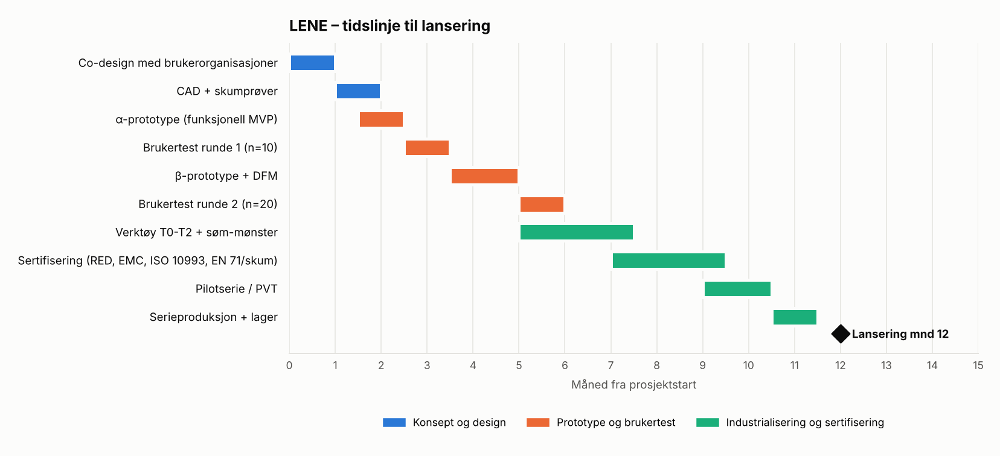 LENE – tidslinje til lansering
Co-design med brukerorganisasjoner
CAD + skumprøver
α-prototype (funksjonell MVP)
Brukertest runde 1 (n=10)
β-prototype + DFM
Brukertest runde 2 (n=20)
Verktøy T0-T2 + søm-mønster
Sertifisering (RED, EMC, ISO 10993, EN 71/skum)
Pilotserie / PVT
Serieproduksjon + lager
Lansering mnd 12
0 1 2 3 4 5 6 7 8 9 10 11 12 13 14 15
Måned fra prosjektstart
Konsept og design Prototype og brukertest Industrialisering og sertifisering